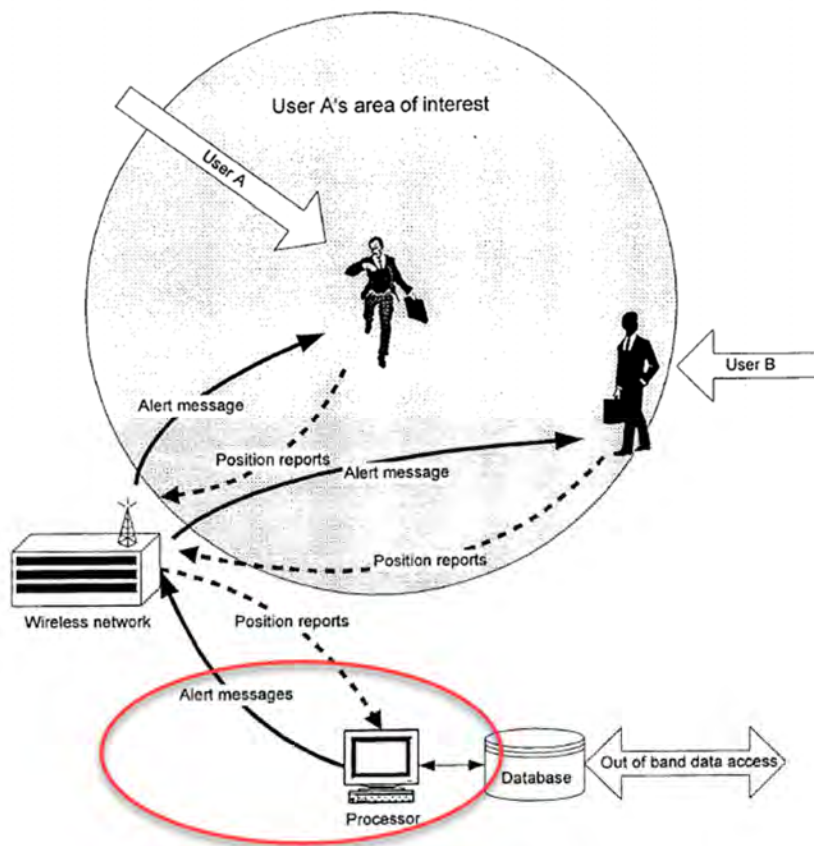 User A's area of interest
User A
User B
Alert message
Position reports
Alert message
Position reports
Wireless network
Position reports
Alert messages
Processor
Database
Out of band data access